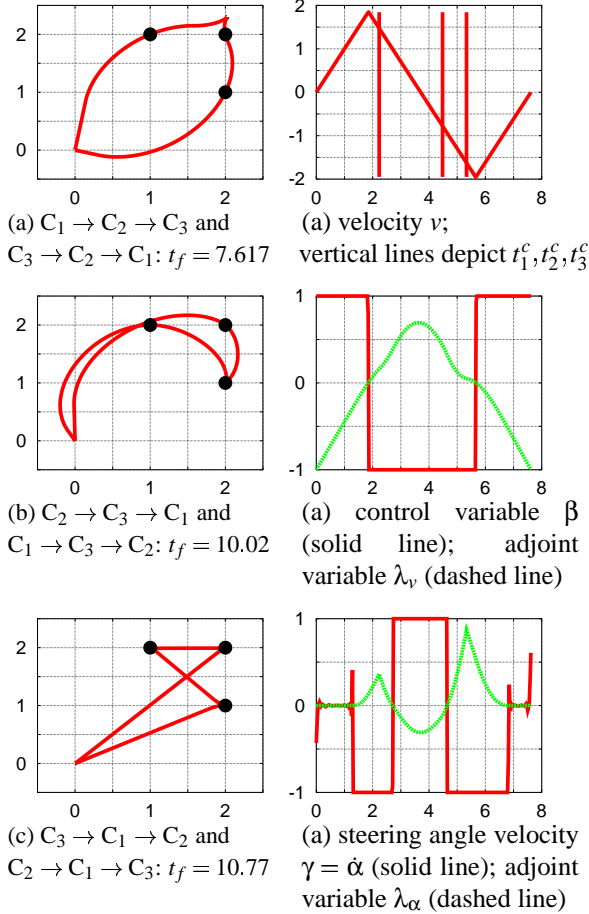 2
1
0
0 1 2
2
1
0
-1
-2
0 2 4 6 8
(a) C₁ → C₂ → C₃ and
C₃ → C₂ → C₁: t_f = 7.617
(a) velocity v;
vertical lines depict t₁ᶜ, t₂ᶜ, t₃ᶜ
2
1
0
0 1 2
1
0
-1
0 2 4 6 8
(b) C₂ → C₃ → C₁ and
C₁ → C₃ → C₂: t_f = 10.02
(a) control variable β
(solid line); adjoint
variable λ_v (dashed line)
2
1
0
0 1 2
1
0
-1
0 2 4 6 8
(c) C₃ → C₁ → C₂ and
C₂ → C₁ → C₃: t_f = 10.77
(a) steering angle velocity
γ = α̇ (solid line); adjoint
variable λ_α (dashed line)